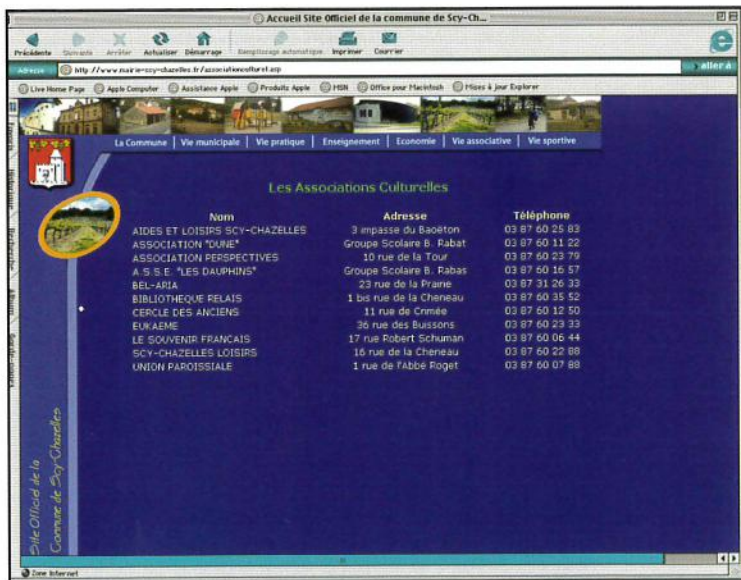 Accueil Site Officiel de la commune de Scy-Ch...
Précédente Suivante Arrêter Actualiser Démarrage Remplissage automatique Imprimer Courrier
Adresse http://www.mairie-scy-chazelles.fr/associationculturel.asp aller à
Live Home Page Apple Computer Assistance Apple Produits Apple MSN Office pour Macintosh Mises à jour Explorer
La Commune Vie municipale Vie pratique Enseignement Economie Vie associative Vie sportive
Favoris
Historique
Recherche
Album
Garde-pages
Les Associations Culturelles
Nom Adresse Téléphone
AIDES ET LOISIRS SCY-CHAZELLES 3 impasse du Baoëton 03 87 60 25 83
ASSOCIATION "DUNE" Groupe Scolaire B. Rabat 03 87 60 11 22
ASSOCIATION PERSPECTIVES 10 rue de la Tour 03 87 60 23 79
A.S.S.E. "LES DAUPHINS" Groupe Scolaire B. Rabas 03 87 60 16 57
BEL-ARIA 23 rue de la Prairie 03 87 31 26 33
BIBLIOTHEQUE RELAIS 1 bis rue de la Cheneau 03 87 60 35 52
CERCLE DES ANCIENS 11 rue de Crimée 03 87 60 12 50
EUKAEME 36 rue des Buissons 03 87 60 23 33
LE SOUVENIR FRANCAIS 17 rue Robert Schuman 03 87 60 06 44
SCY-CHAZELLES LOISIRS 16 rue de la Cheneau 03 87 60 22 88
UNION PAROISSIALE 1 rue de l'Abbé Roget 03 87 60 07 89
Site Officiel de la
Commune de Scy-Chazelles
Zone Internet